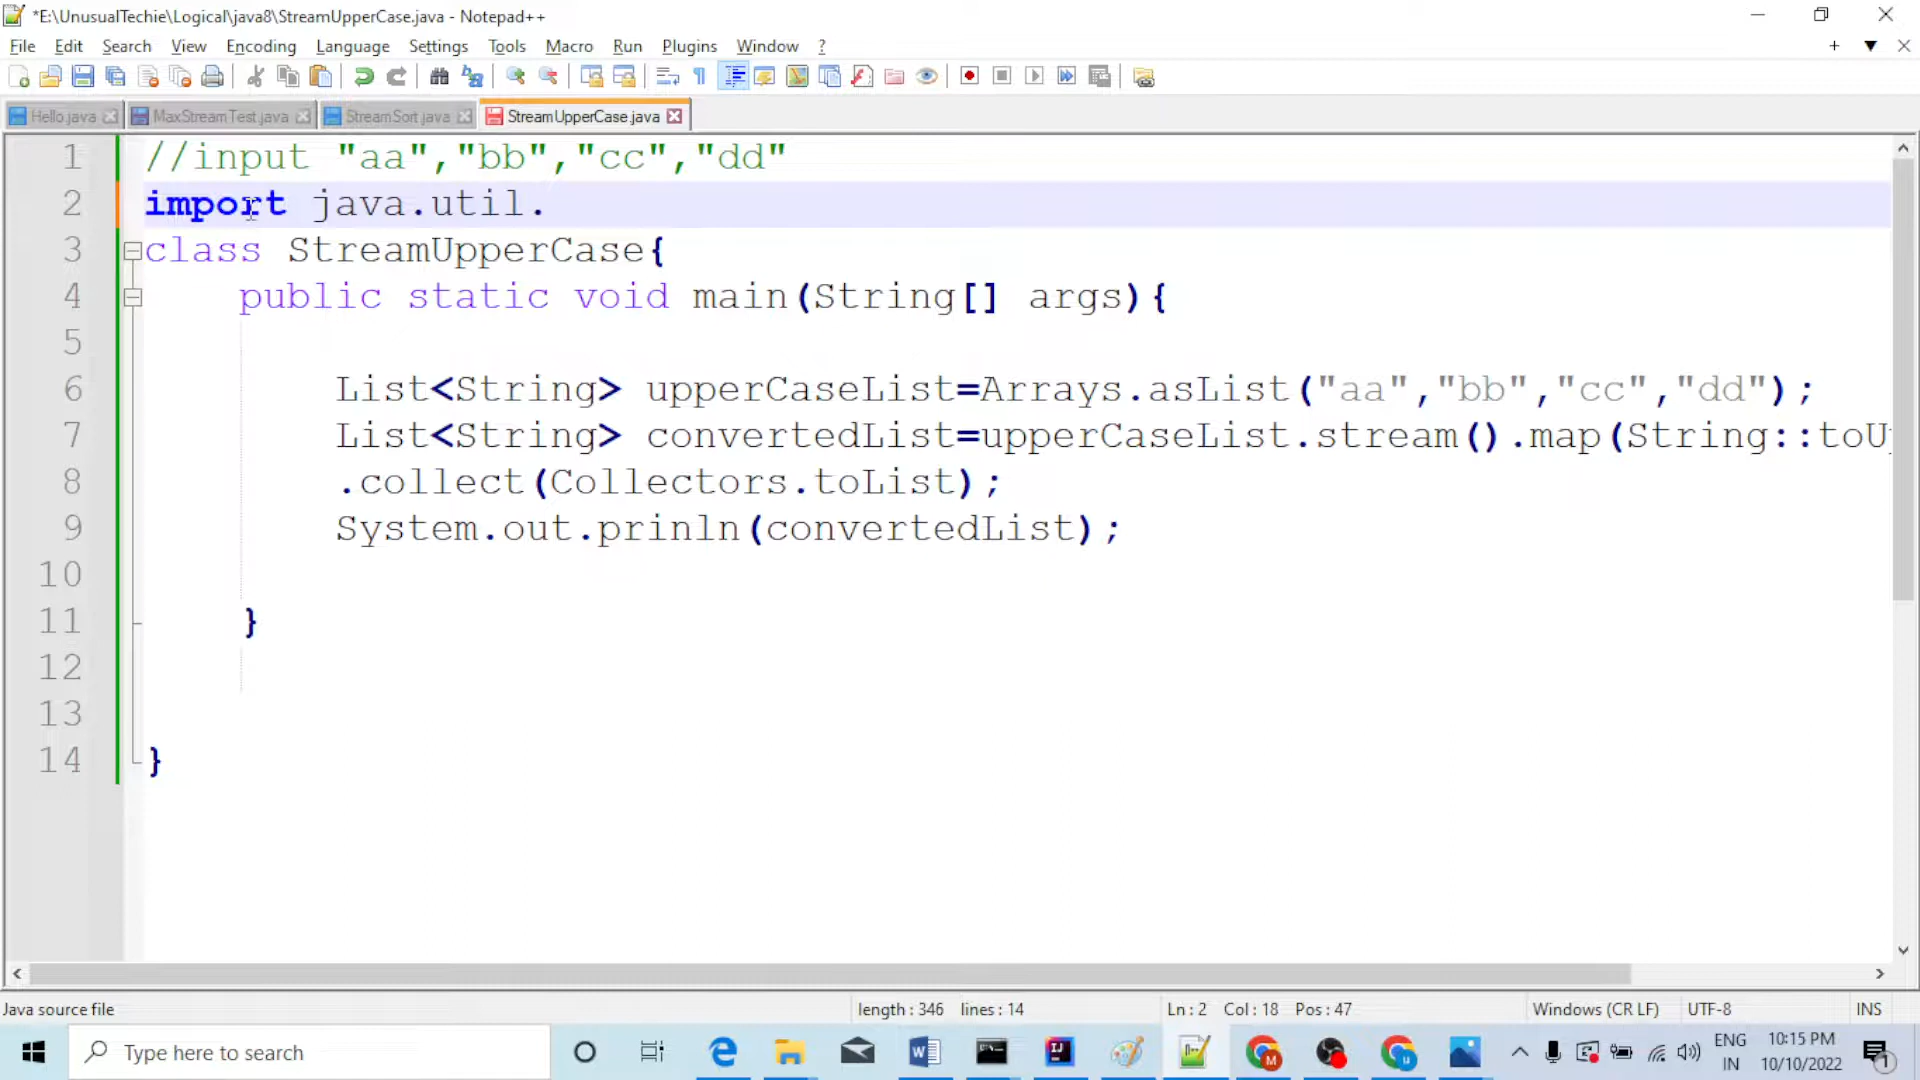 *E:\UnusualTechie\Logical\java8\StreamUpperCase.java - Notepad++
File Edit Search View Encoding Language Settings Tools Macro Run Plugins Window ?
Hello.java MaxStreamTest.java StreamSort.java StreamUpperCase.java
1 //input "aa","bb","cc","dd"
2 import java.util.
3 class StreamUpperCase{
4 public static void main(String[] args){
5
6 List<String> upperCaseList=Arrays.asList("aa","bb","cc","dd");
7 List<String> convertedList=upperCaseList.stream().map(String::toU
8 .collect(Collectors.toList);
9 System.out.prinln(convertedList);
10
11 }
12
13
14 }
Java source file length : 346 lines : 14 Ln : 2 Col : 18 Pos : 47 Windows (CR LF) UTF-8 INS
Type here to search
ENG
IN
10:15 PM
10/10/2022
1